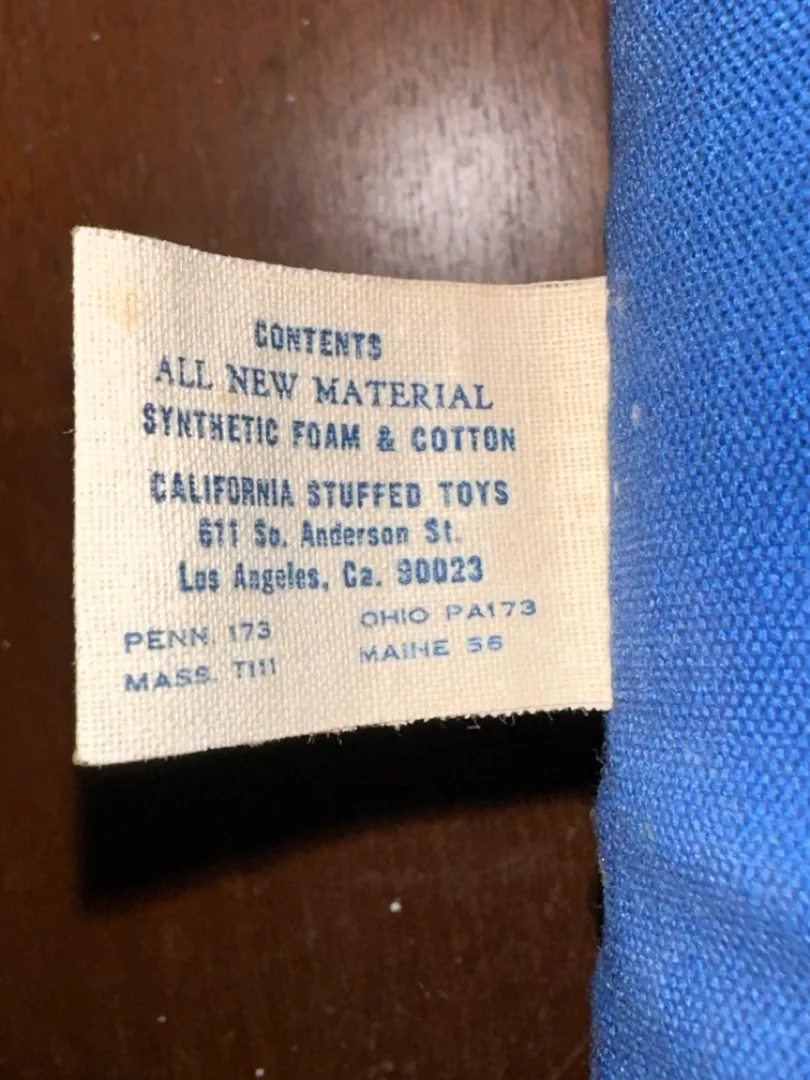 CONTENTS
ALL NEW MATERIAL
SYNTHETIC FOAM & COTTON
CALIFORNIA STUFFED TOYS
611 So. Anderson St.
Los Angeles, Ca. 90023
PENN. 173 OHIO PA173
MASS. T111 MAINE 56